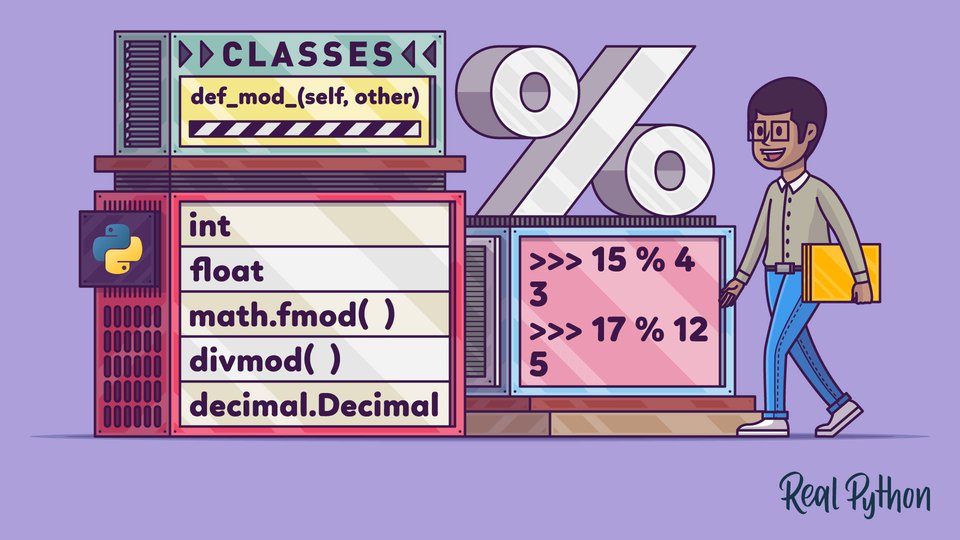 CLASSES
def_mod_(self, other)
%
int
float
math.fmod( )
divmod( )
decimal.Decimal
>>> 15 % 4
3
>>> 17 % 12
5
Real Python